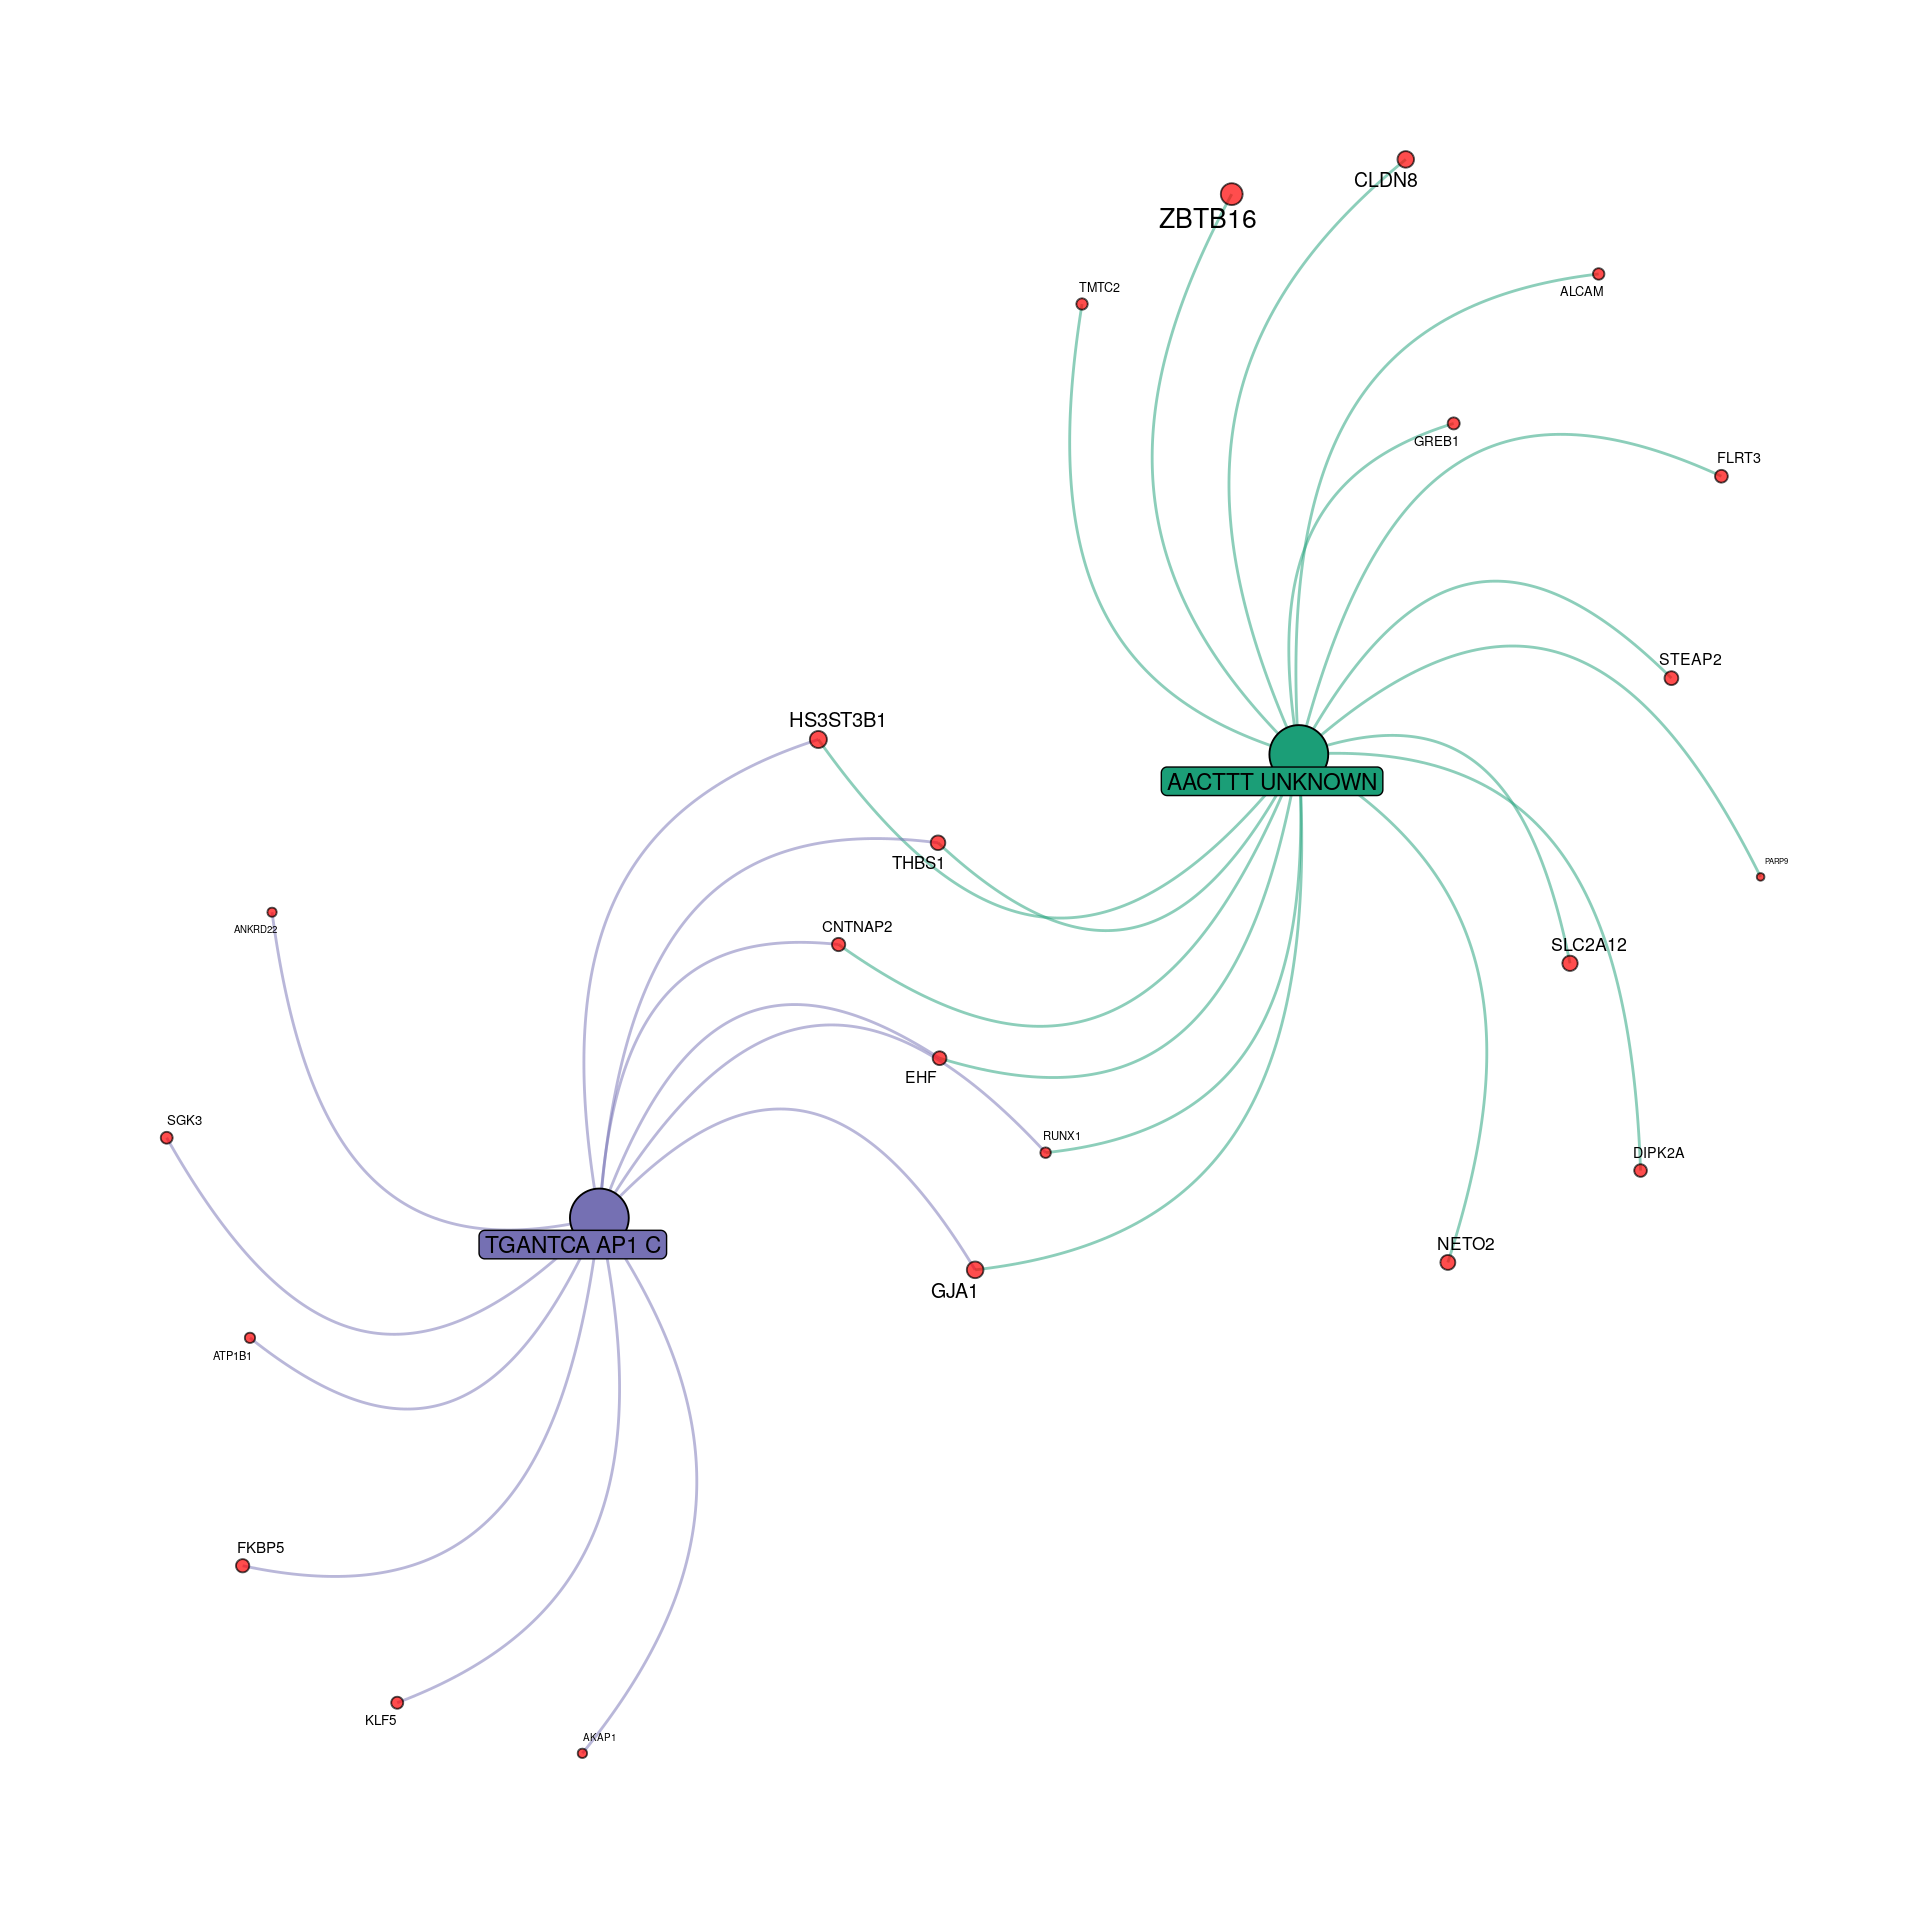 CLDN8
ZBTB16
TMTC2
ALCAM
GREB1
FLRT3
STEAP2
HS3ST3B1
AACTTT UNKNOWN
THBS1
PARP9
CNTNAP2
ANKRD22
SLC2A12
EHF
SGK3
RUNX1
DIPK2A
TGANTCA AP1 C
NETO2
GJA1
ATP1B1
FKBP5
KLF5
AKAP1